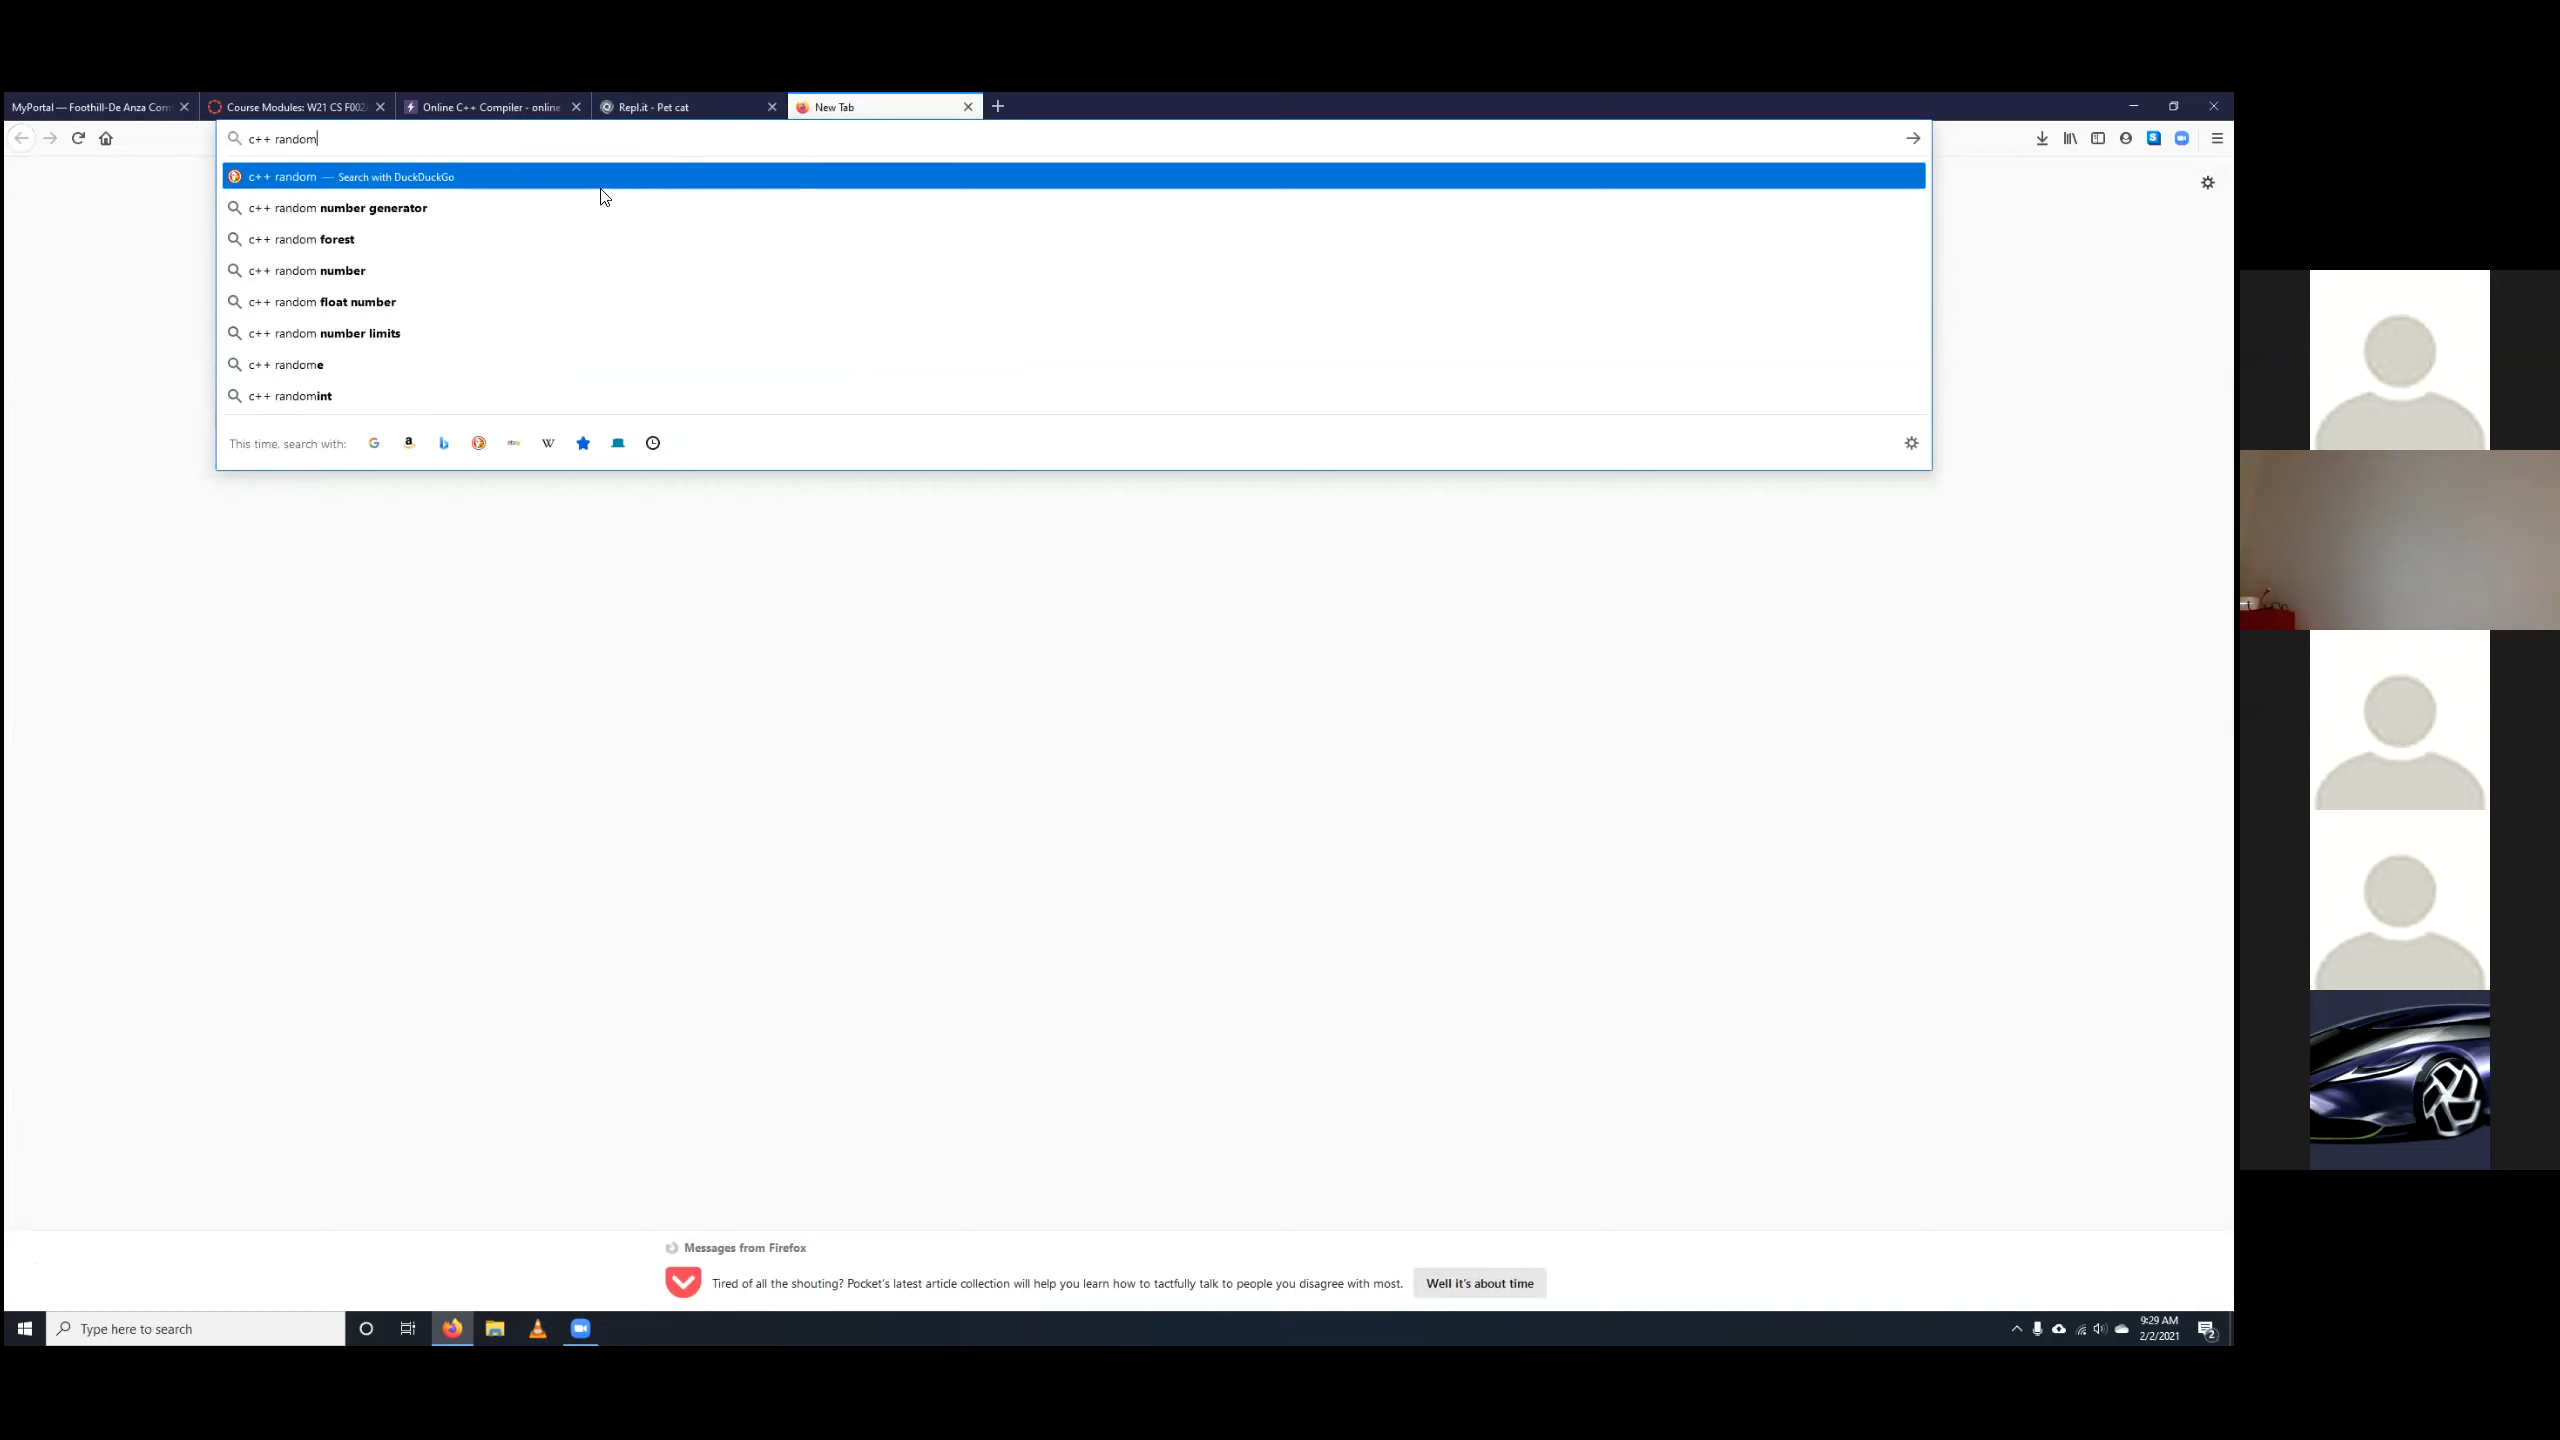 MyPortal — Foothill-De Anza Com
Course Modules: W21 CS F002
Online C++ Compiler - online
Repl.it - Pet cat
New Tab
c++ random
c++ random — Search with DuckDuckGo
c++ random number generator
c++ random forest
c++ random number
c++ random float number
c++ random number limits
c++ randome
c++ randomint
This time, search with:
Messages from Firefox
Tired of all the shouting? Pocket's latest article collection will help you learn how to tactfully talk to people you disagree with most.
Well it's about time
Type here to search
9:29 AM
2/2/2021
2